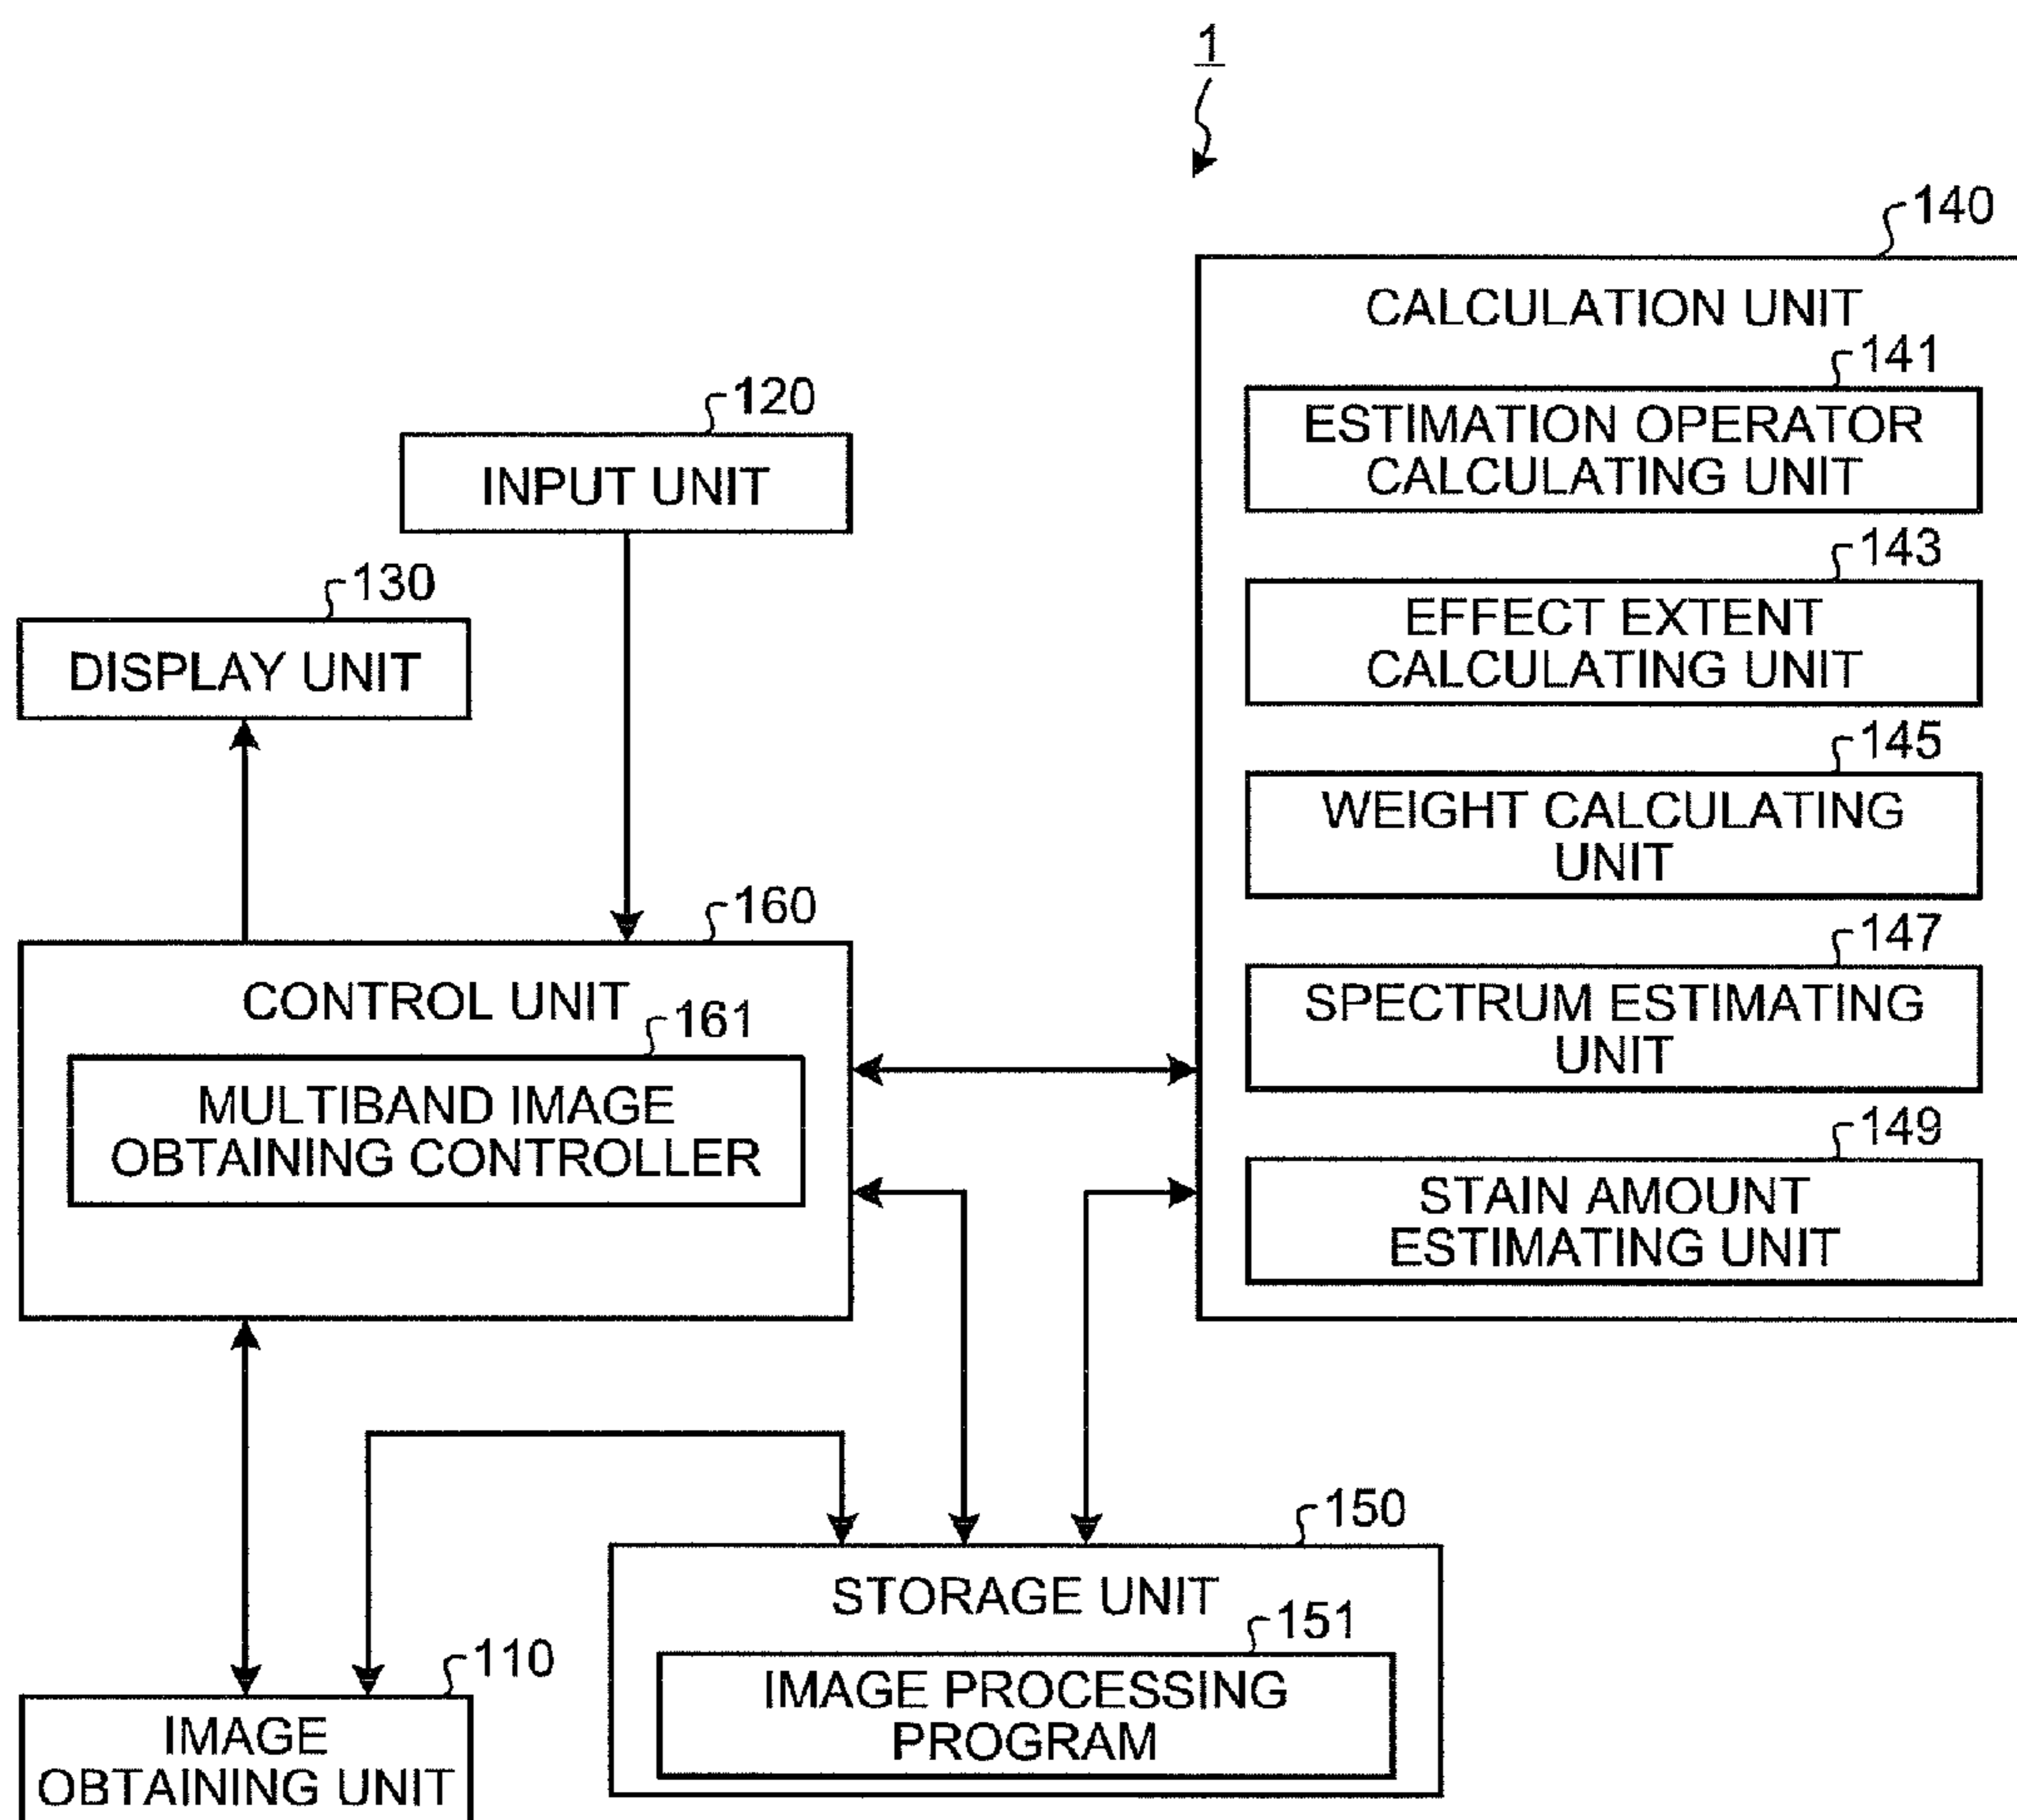 1
140
CALCULATION UNIT
141
ESTIMATION OPERATOR
CALCULATING UNIT
120
INPUT UNIT
143
EFFECT EXTENT
CALCULATING UNIT
130
DISPLAY UNIT
145
WEIGHT CALCULATING
UNIT
160
CONTROL UNIT
161
MULTIBAND IMAGE
OBTAINING CONTROLLER
147
SPECTRUM ESTIMATING
UNIT
149
STAIN AMOUNT
ESTIMATING UNIT
150
STORAGE UNIT
151
IMAGE PROCESSING
PROGRAM
110
IMAGE
OBTAINING UNIT